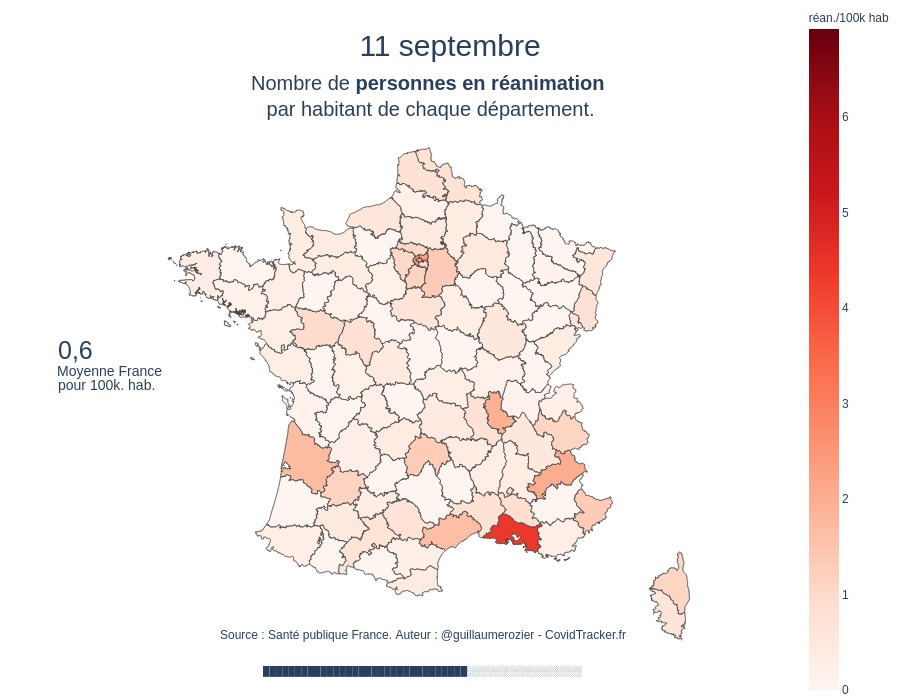 réan./100k hab
11 septembre
Nombre de personnes en réanimation
par habitant de chaque département.
6
5
4
3
2
1
0
0,6
Moyenne France
pour 100k. hab.
Source : Santé publique France. Auteur : @guillaumerozier - CovidTracker.fr